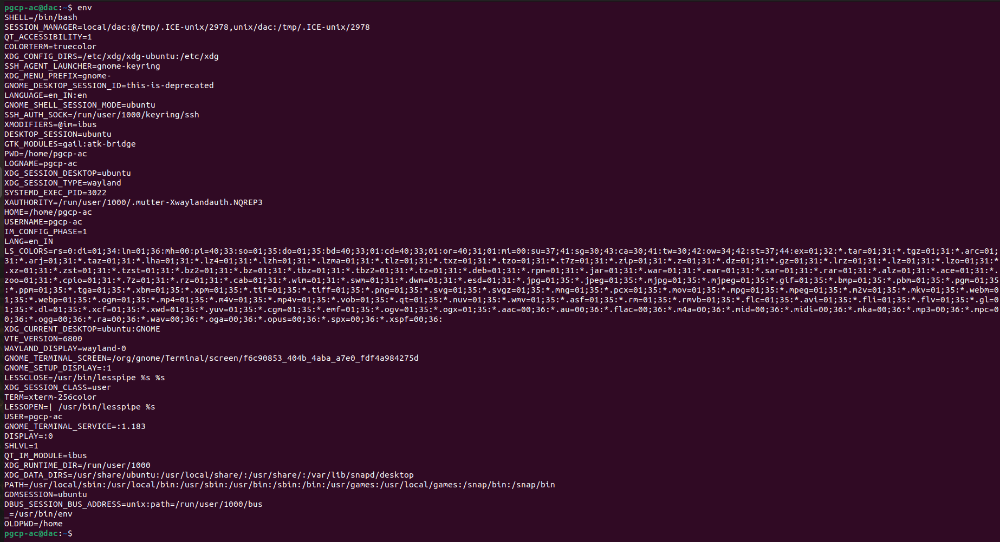 pgcp-ac@dac:~$ env
SHELL=/bin/bash
SESSION_MANAGER=local/dac:@/tmp/.ICE-unix/2978,unix/dac:/tmp/.ICE-unix/2978
QT_ACCESSIBILITY=1
COLORTERM=truecolor
XDG_CONFIG_DIRS=/etc/xdg/xdg-ubuntu:/etc/xdg
SSH_AGENT_LAUNCHER=gnome-keyring
XDG_MENU_PREFIX=gnome-
GNOME_DESKTOP_SESSION_ID=this-is-deprecated
LANGUAGE=en_IN:en
GNOME_SHELL_SESSION_MODE=ubuntu
SSH_AUTH_SOCK=/run/user/1000/keyring/ssh
XMODIFIERS=@im=ibus
DESKTOP_SESSION=ubuntu
GTK_MODULES=gail:atk-bridge
PWD=/home/pgcp-ac
LOGNAME=pgcp-ac
XDG_SESSION_DESKTOP=ubuntu
XDG_SESSION_TYPE=wayland
SYSTEMD_EXEC_PID=3022
XAUTHORITY=/run/user/1000/.mutter-Xwaylandauth.NQREP3
HOME=/home/pgcp-ac
USERNAME=pgcp-ac
IM_CONFIG_PHASE=1
LANG=en_IN
LS_COLORS=rs=0:di=01;34:ln=01;36:mh=00:pi=40;33:so=01;35:do=01;35:bd=40;33;01:cd=40;33;01:or=40;31;01:mi=00:su=37;41:sg=30;43:ca=30;41:tw=30;42:ow=34;42:st=37;44:ex=01;32:*.tar=01;31:*.tgz=01;31:*.arc=01;
31:*.arj=01;31:*.taz=01;31:*.lha=01;31:*.lz4=01;31:*.lzh=01;31:*.lzma=01;31:*.tlz=01;31:*.txz=01;31:*.tzo=01;31:*.t7z=01;31:*.zip=01;31:*.z=01;31:*.dz=01;31:*.gz=01;31:*.lrz=01;31:*.lz=01;31:*.lzo=01;31:*
.xz=01;31:*.zst=01;31:*.tzst=01;31:*.bz2=01;31:*.bz=01;31:*.tbz=01;31:*.tbz2=01;31:*.tz=01;31:*.deb=01;31:*.rpm=01;31:*.jar=01;31:*.war=01;31:*.ear=01;31:*.sar=01;31:*.rar=01;31:*.alz=01;31:*.ace=01;31:*.
zoo=01;31:*.cpio=01;31:*.7z=01;31:*.rz=01;31:*.cab=01;31:*.wim=01;31:*.swm=01;31:*.dwm=01;31:*.esd=01;31:*.jpg=01;35:*.jpeg=01;35:*.mjpg=01;35:*.mjpeg=01;35:*.gif=01;35:*.bmp=01;35:*.pbm=01;35:*.pgm=01;35
:*.ppm=01;35:*.tga=01;35:*.xbm=01;35:*.xpm=01;35:*.tif=01;35:*.tiff=01;35:*.png=01;35:*.svg=01;35:*.svgz=01;35:*.mng=01;35:*.pcx=01;35:*.mov=01;35:*.mpg=01;35:*.mpeg=01;35:*.m2v=01;35:*.mkv=01;35:*.webm=0
1;35:*.webp=01;35:*.ogm=01;35:*.mp4=01;35:*.m4v=01;35:*.mp4v=01;35:*.vob=01;35:*.qt=01;35:*.nuv=01;35:*.wmv=01;35:*.asf=01;35:*.rm=01;35:*.rmvb=01;35:*.flc=01;35:*.avi=01;35:*.fli=01;35:*.flv=01;35:*.gl=0
1;35:*.dl=01;35:*.xcf=01;35:*.xwd=01;35:*.yuv=01;35:*.cgm=01;35:*.emf=01;35:*.ogv=01;35:*.ogx=01;35:*.aac=00;36:*.au=00;36:*.flac=00;36:*.m4a=00;36:*.mid=00;36:*.midi=00;36:*.mka=00;36:*.mp3=00;36:*.mpc=0
0;36:*.ogg=00;36:*.ra=00;36:*.wav=00;36:*.oga=00;36:*.opus=00;36:*.spx=00;36:*.xspf=00;36:
XDG_CURRENT_DESKTOP=ubuntu:GNOME
VTE_VERSION=6800
WAYLAND_DISPLAY=wayland-0
GNOME_TERMINAL_SCREEN=/org/gnome/Terminal/screen/f6c90853_404b_4aba_a7e0_fdf4a984275d
GNOME_SETUP_DISPLAY=:1
LESSCLOSE=/usr/bin/lesspipe %s %s
XDG_SESSION_CLASS=user
TERM=xterm-256color
LESSOPEN=| /usr/bin/lesspipe %s
USER=pgcp-ac
GNOME_TERMINAL_SERVICE=:1.183
DISPLAY=:0
SHLVL=1
QT_IM_MODULE=ibus
XDG_RUNTIME_DIR=/run/user/1000
XDG_DATA_DIRS=/usr/share/ubuntu:/usr/local/share/:/usr/share/:/var/lib/snapd/desktop
PATH=/usr/local/sbin:/usr/local/bin:/usr/sbin:/usr/bin:/sbin:/bin:/usr/games:/usr/local/games:/snap/bin:/snap/bin
GDMSESSION=ubuntu
DBUS_SESSION_BUS_ADDRESS=unix:path=/run/user/1000/bus
_=/usr/bin/env
OLDPWD=/home
pgcp-ac@dac:~$